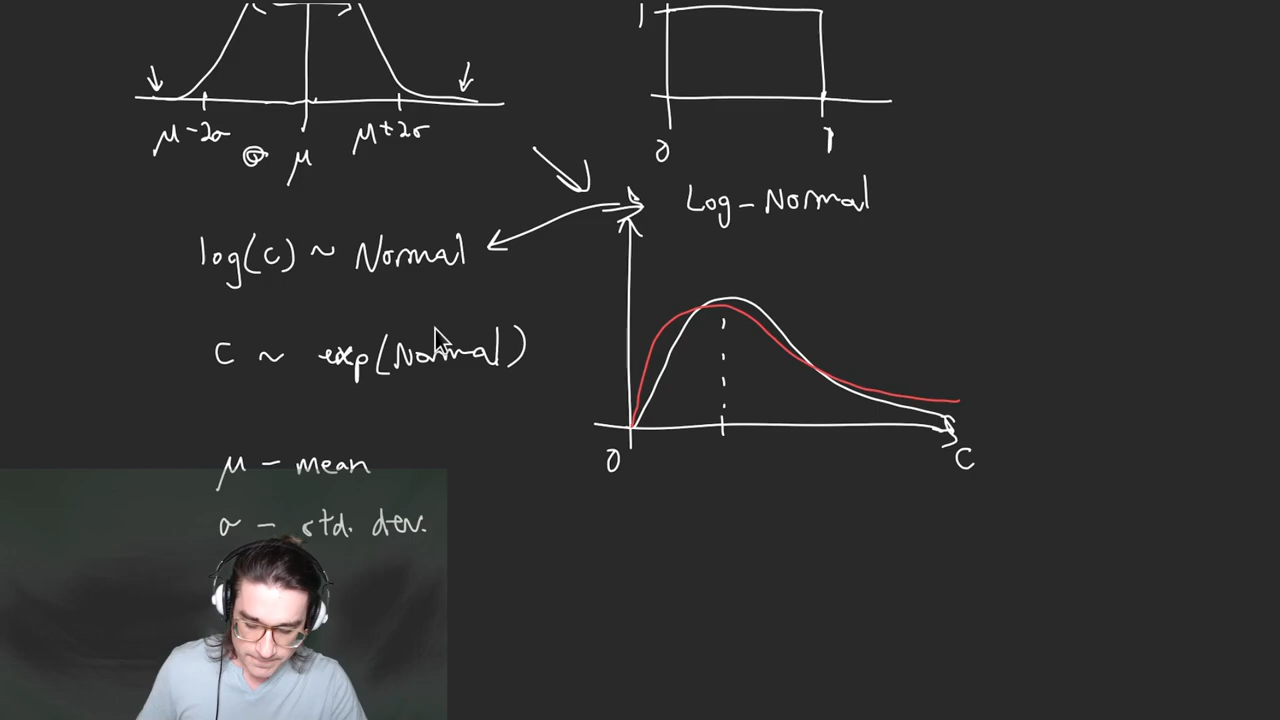 1
μ-2σ
μ
μ+2σ
0
1
Log-Normal
log(C) ~ Normal
C ~ exp(Normal)
0
C
μ - mean
σ - std. dev.